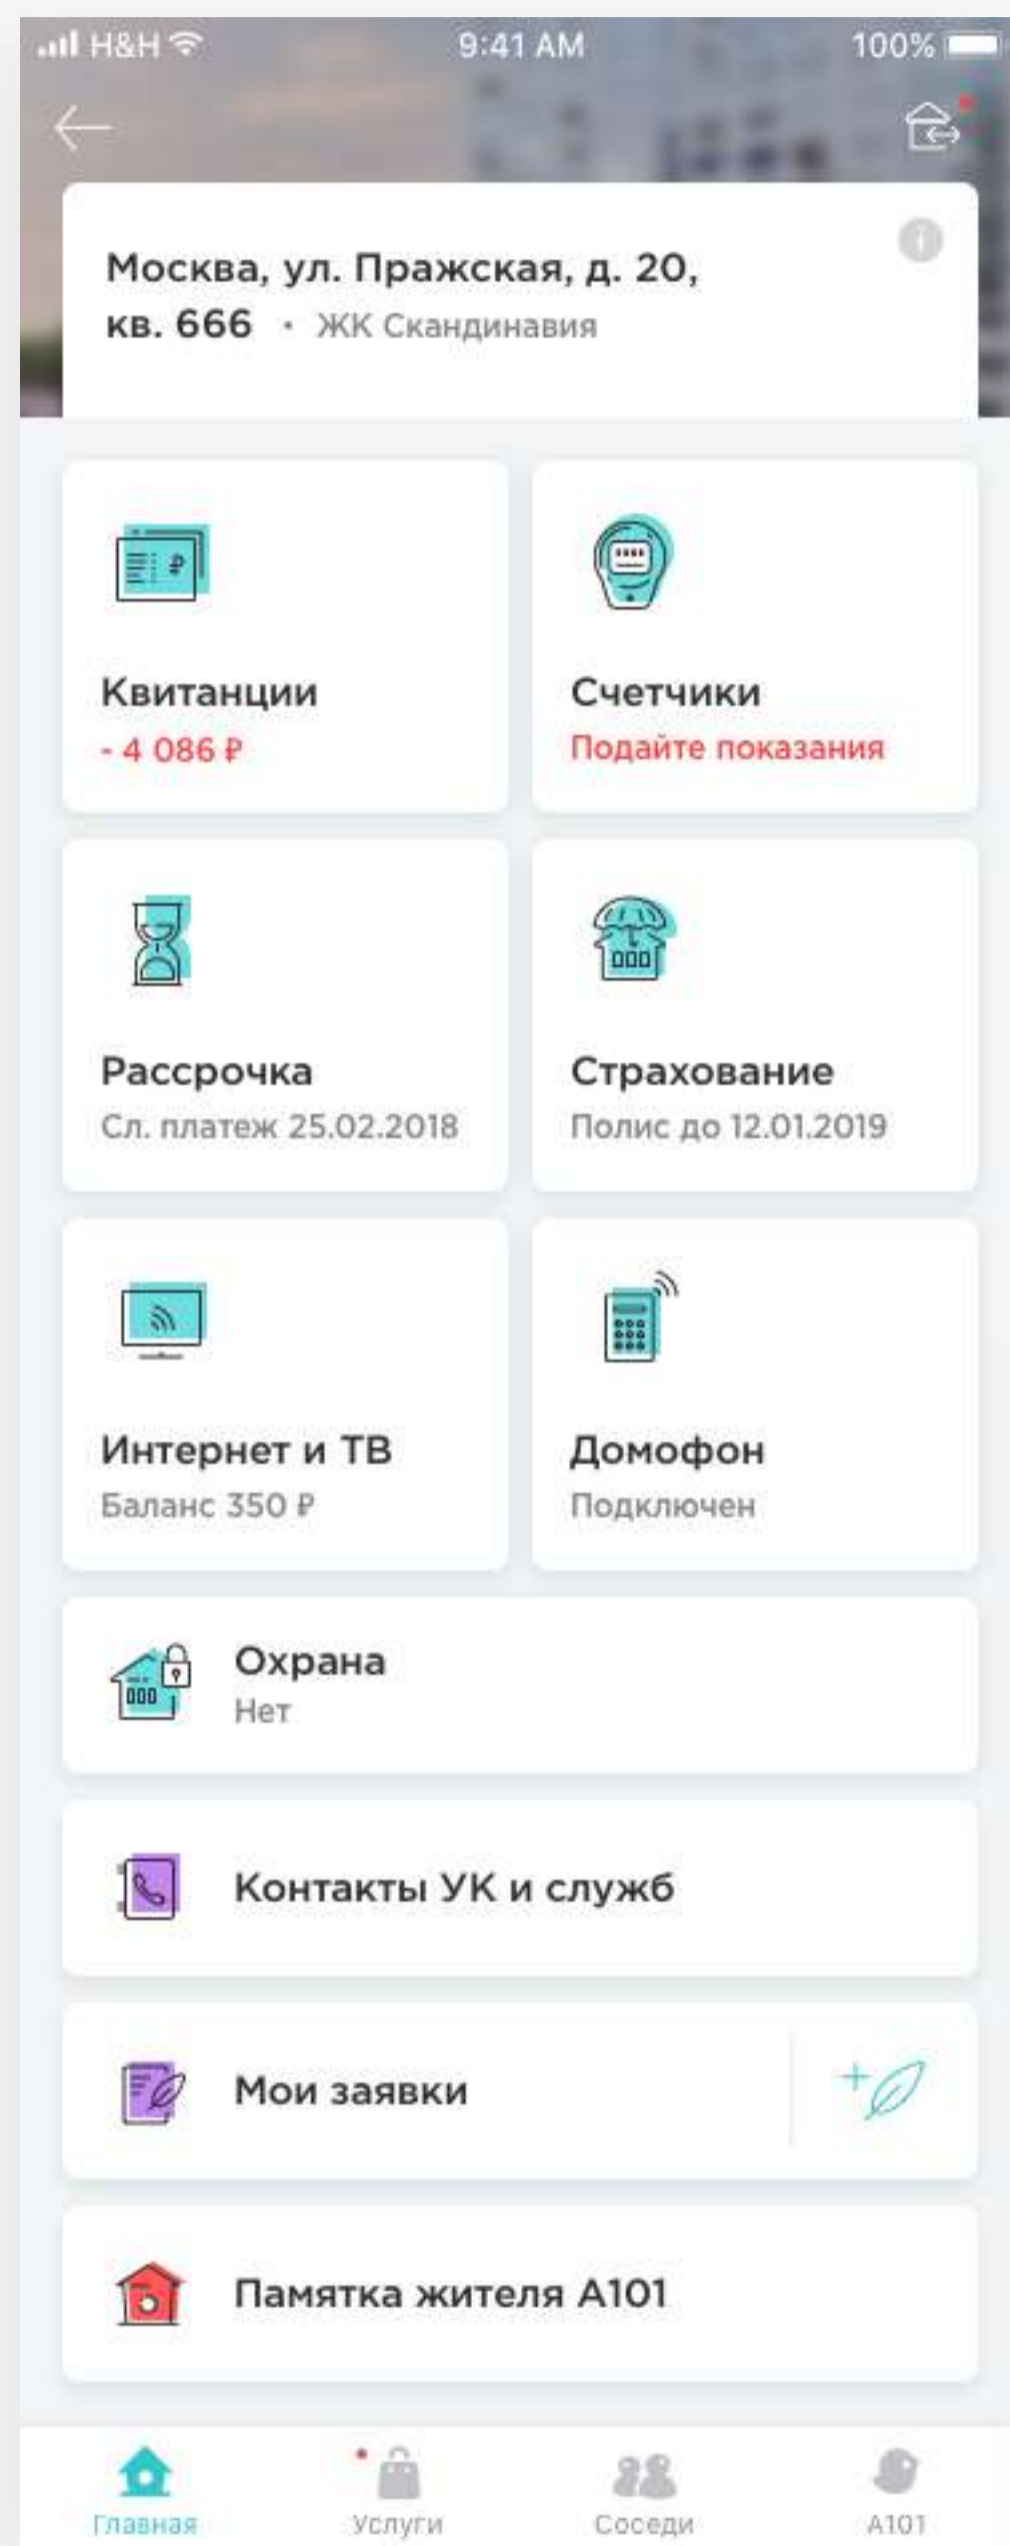 H&H 9:41 AM 100%
Москва, ул. Пражская, д. 20,
кв. 666 • ЖК Скандинавия
Квитанции
- 4 086 ₽
Счетчики
Подайте показания
Рассрочка
Сл. платеж 25.02.2018
Страхование
Полис до 12.01.2019
Интернет и ТВ
Баланс 350 ₽
Домофон
Подключен
Охрана
Нет
Контакты УК и служб
Мои заявки
Памятка жителя А101
Главная Услуги Соседи А101